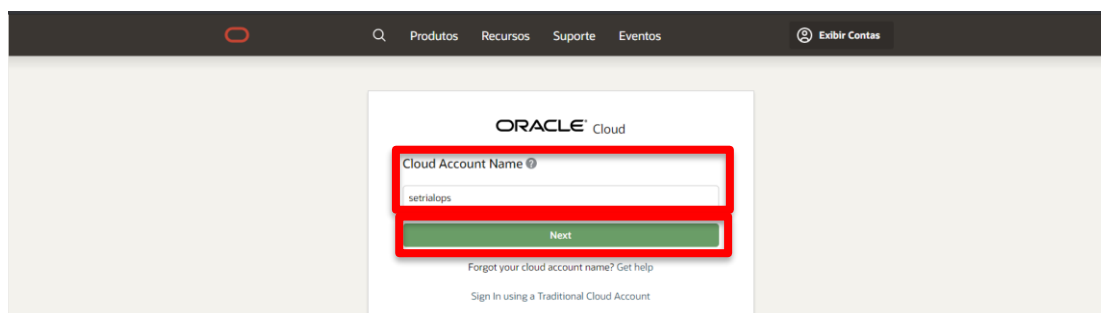 Produtos Recursos Suporte Eventos Exibir Contas
ORACLE Cloud
Cloud Account Name ?
setrialops
Next
Forgot your cloud account name? Get help
Sign In using a Traditional Cloud Account